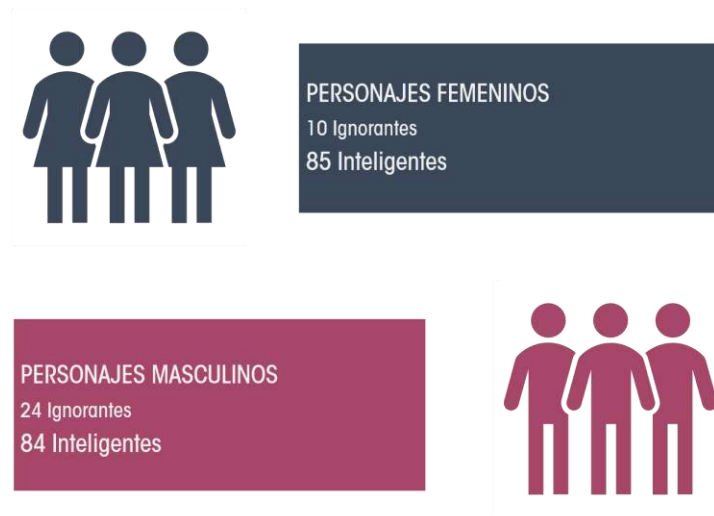 PERSONAJES FEMENINOS
10 Ignorantes
85 Inteligentes
PERSONAJES MASCULINOS
24 Ignorantes
84 Inteligentes